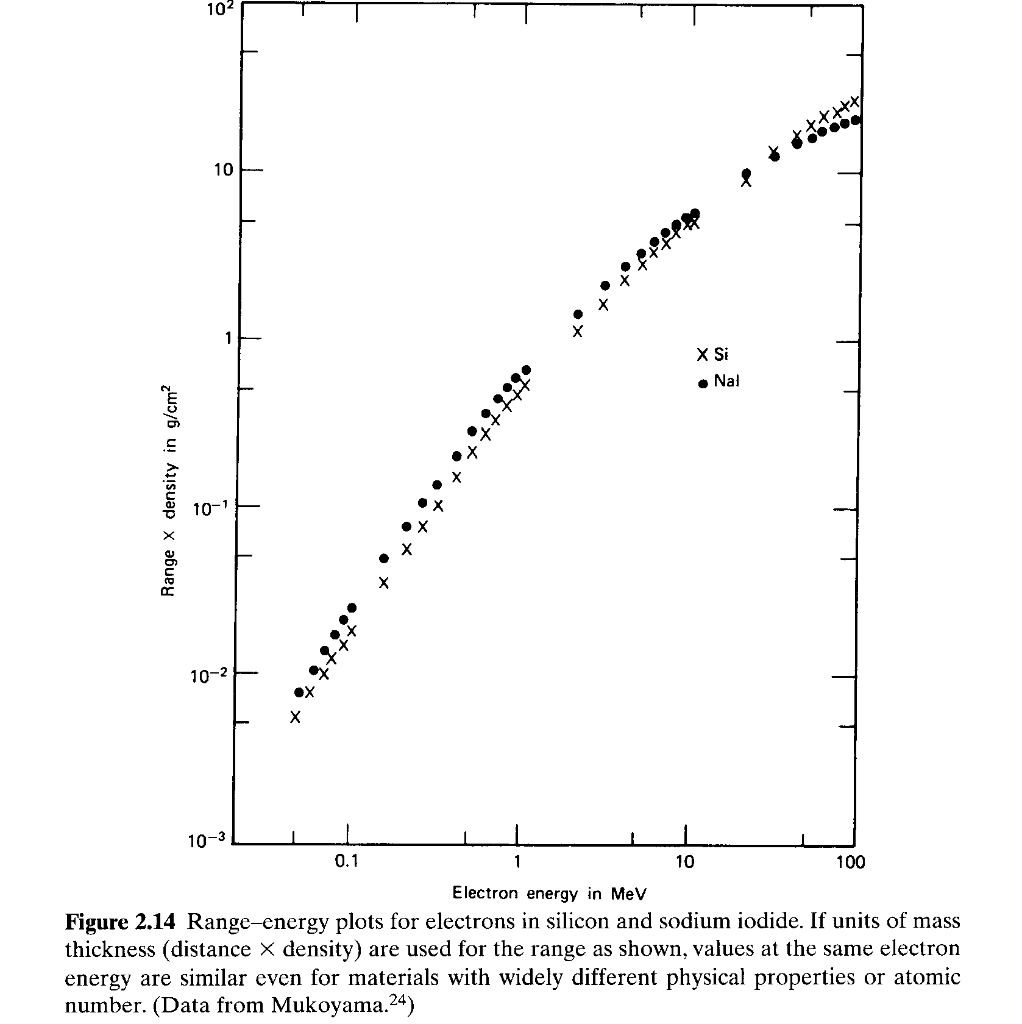 10²
10
1
10⁻¹
10⁻²
10⁻³
Range X density in g/cm²
X Si
● NaI
0.1 1 10 100
Electron energy in MeV
Figure 2.14 Range–energy plots for electrons in silicon and sodium iodide. If units of mass
thickness (distance × density) are used for the range as shown, values at the same electron
energy are similar even for materials with widely different physical properties or atomic
number. (Data from Mukoyama.²⁴)